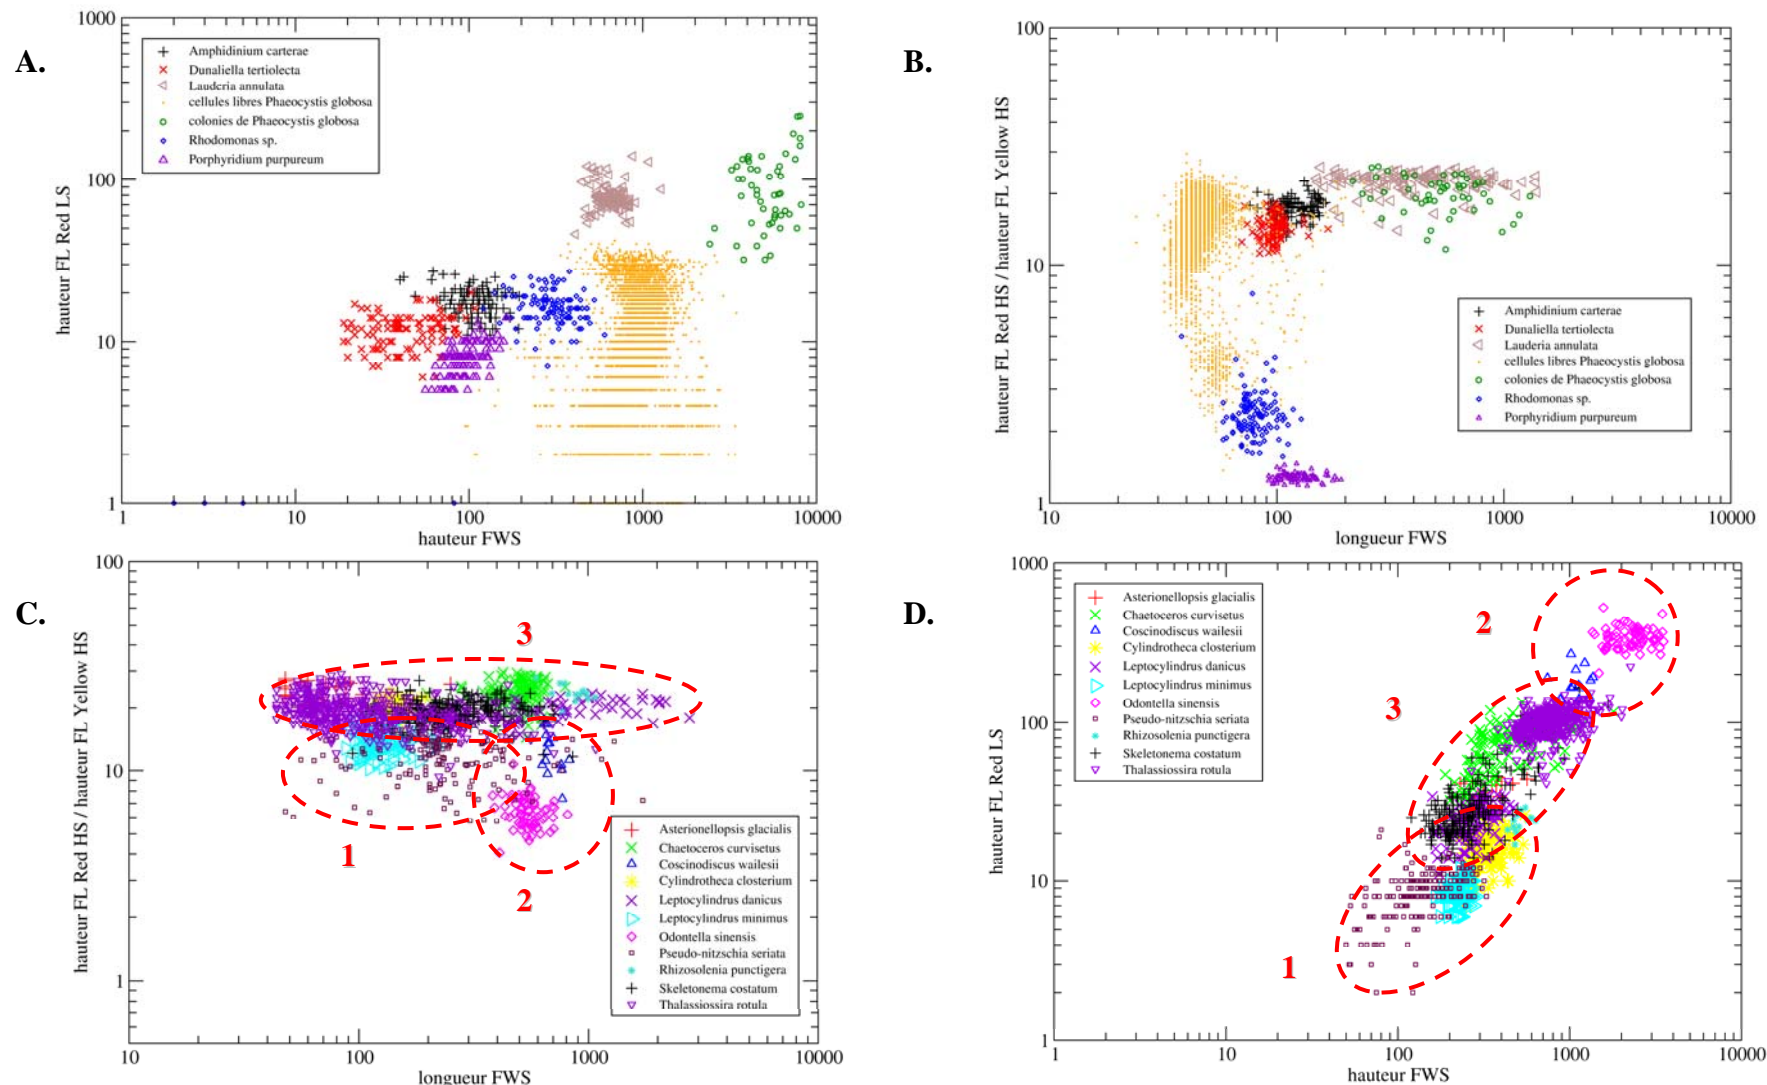 A.
1000
100
10
1
1
10
100
1000
10000
hauteur FL Red LS
hauteur FWS
Amphidinium carterae
Dunaliella tertiolecta
Lauderia annulata
cellules libres Phaeocystis globosa
colonies de Phaeocystis globosa
Rhodomonas sp.
Porphyridium purpureum
B.
100
10
1
10
100
1000
10000
hauteur FL Red HS / hauteur FL Yellow HS
longueur FWS
Amphidinium carterae
Dunaliella tertiolecta
Lauderia annulata
cellules libres Phaeocystis globosa
colonies de Phaeocystis globosa
Rhodomonas sp.
Porphyridium purpureum
C.
100
10
1
10
100
1000
10000
hauteur FL Red HS / hauteur FL Yellow HS
longueur FWS
3
1
2
Asterionellopsis glacialis
Chaetoceros curvisetus
Coscinodiscus wailesii
Cylindrotheca closterium
Leptocylindrus danicus
Leptocylindrus minimus
Odontella sinensis
Pseudo-nitzschia seriata
Rhizosolenia punctigera
Skeletonema costatum
Thalassiosira rotula
D.
1000
100
10
1
1
10
100
1000
10000
hauteur FL Red LS
hauteur FWS
2
3
1
Asterionellopsis glacialis
Chaetoceros curvisetus
Coscinodiscus wailesii
Cylindrotheca closterium
Leptocylindrus danicus
Leptocylindrus minimus
Odontella sinensis
Pseudo-nitzschia seriata
Rhizosolenia punctigera
Skeletonema costatum
Thalassiosira rotula